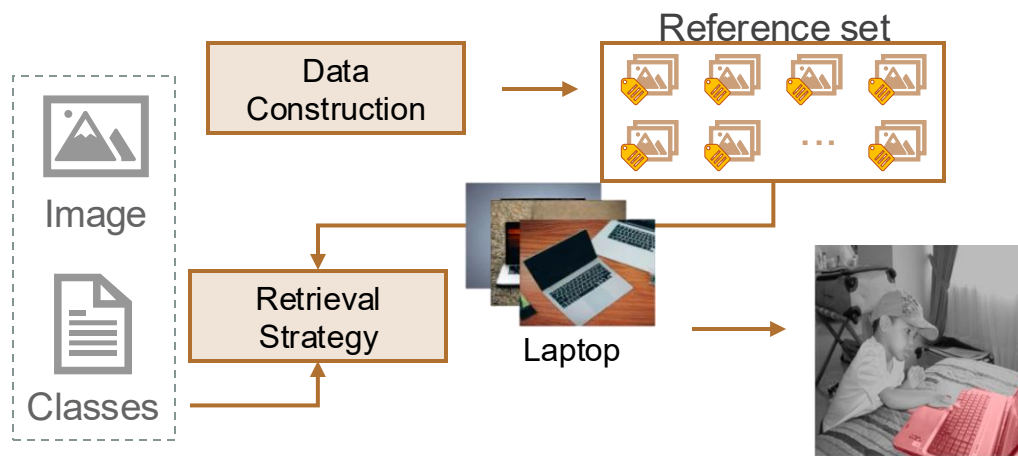 Reference set
Data
Construction
...
Image
Retrieval
Strategy
Laptop
Classes